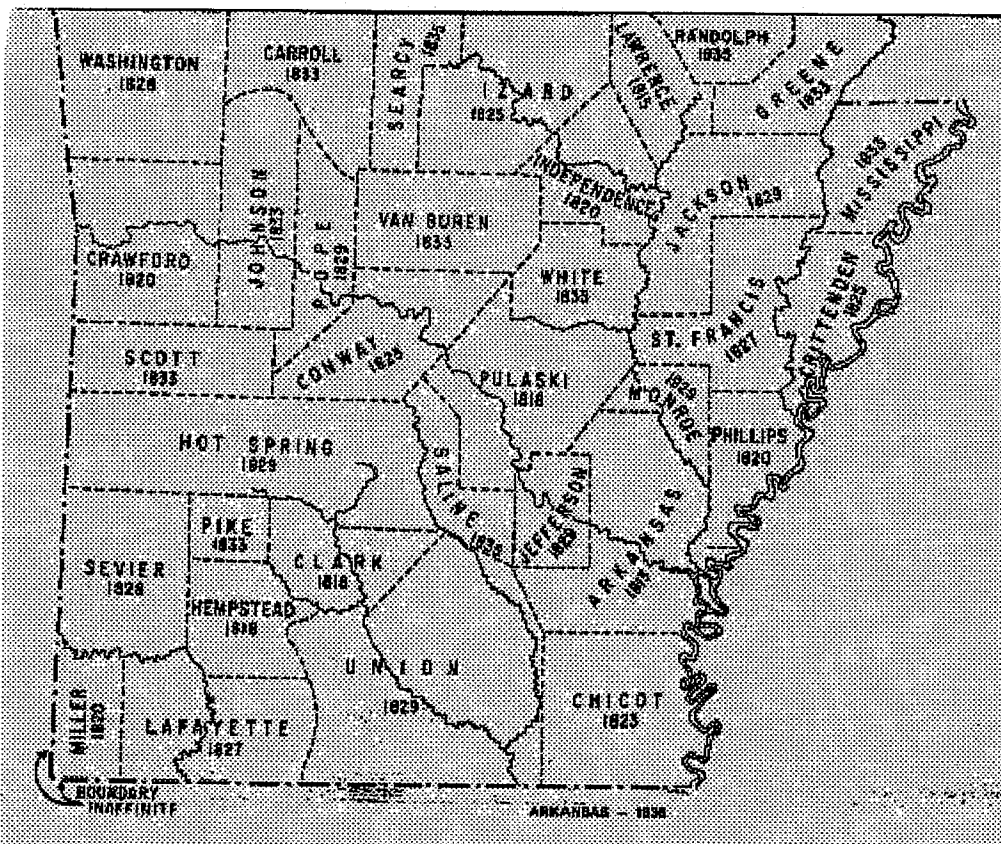 WASHINGTON
1828
CARROLL
1833
SEARCY
1835
IZARD
1825
LAWRENCE
1815
RANDOLPH
1835
GREENE
1833
MISSISSIPPI
1833
INDEPENDENCE
1820
JACKSON
1829
JOHNSON
1833
POPE
1829
VAN BUREN
1833
CRAWFORD
1820
WHITE
1835
CRITTENDEN
1825
ST. FRANCIS
1827
SCOTT
1833
CONWAY
1825
PULASKI
1818
MONROE
1829
PHILLIPS
1820
HOT SPRING
1829
SALINE
1835
JEFFERSON
1829
ARKANSAS
1813
PIKE
1833
CLARK
1818
SEVIER
1828
HEMPSTEAD
1818
UNION
1829
CHICOT
1823
MILLER
1820
LAFAYETTE
1827
BOUNDARY
INDEFINITE
ARKANSAS — 1836